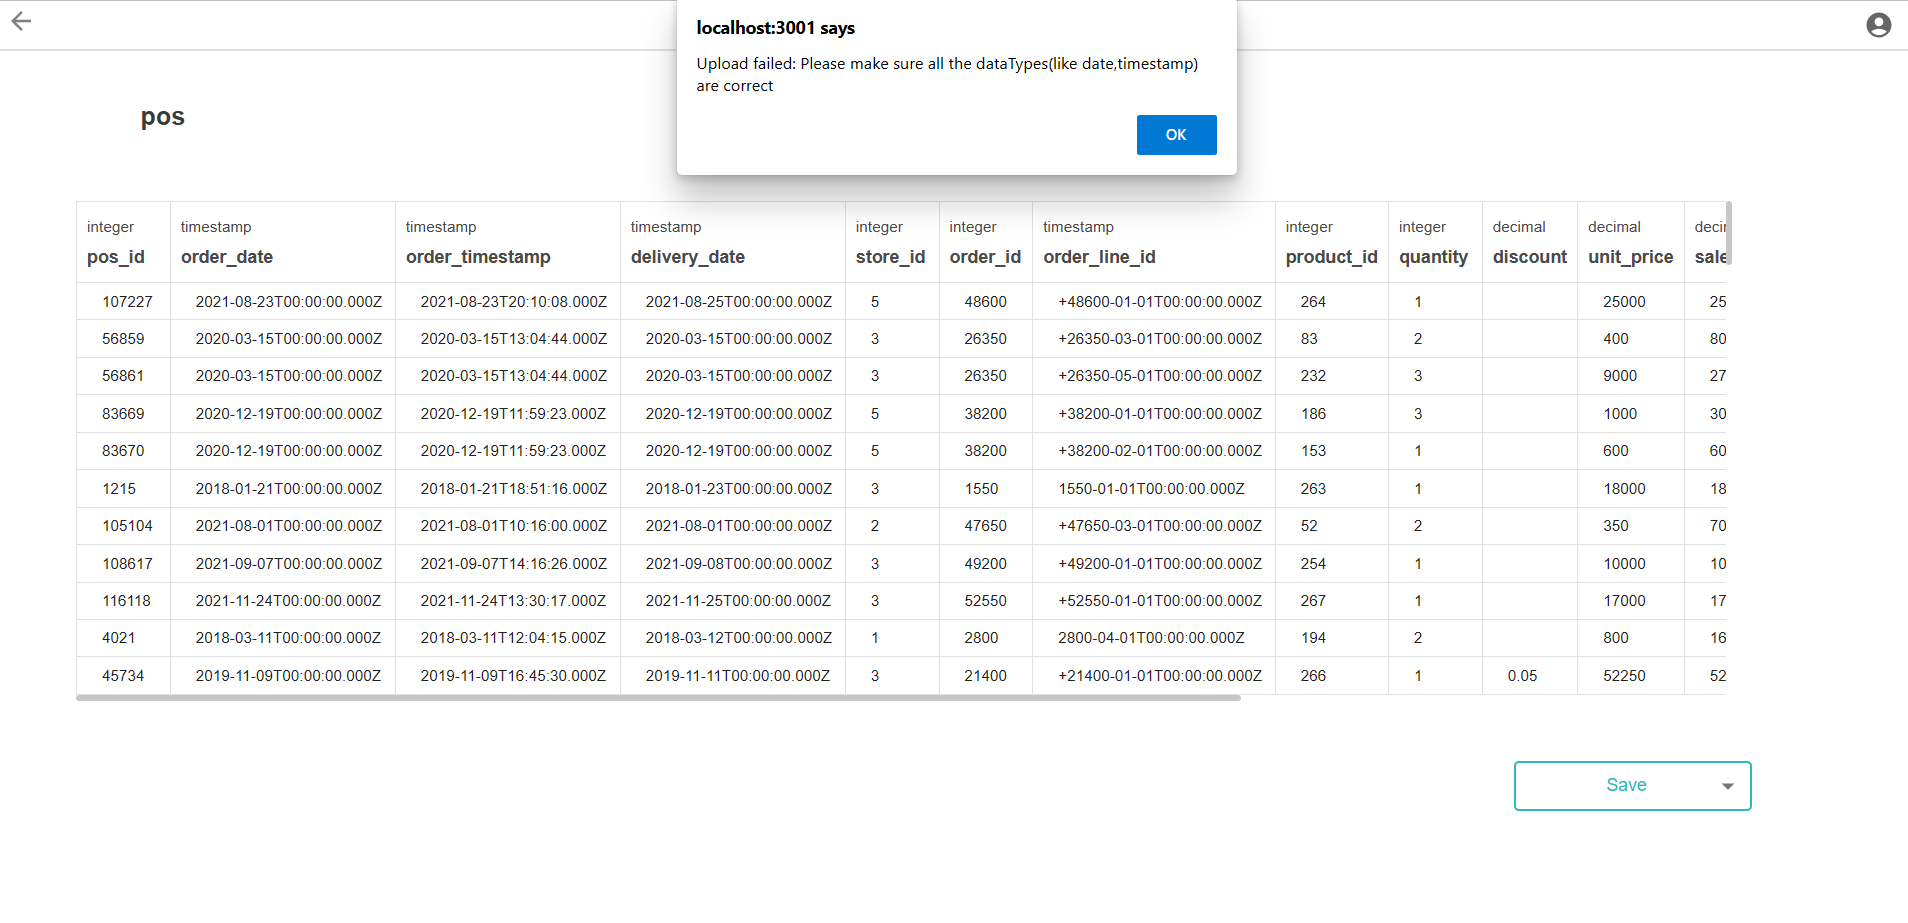 localhost:3001 says
Upload failed: Please make sure all the dataTypes(like date,timestamp)
are correct
OK
pos
integer timestamp timestamp timestamp integer integer timestamp integer integer decimal decimal deci
pos_id order_date order_timestamp delivery_date store_id order_id order_line_id product_id quantity discount unit_price sale
107227 2021-08-23T00:00:00.000Z 2021-08-23T20:10:08.000Z 2021-08-25T00:00:00.000Z 5 48600 +48600-01-01T00:00:00.000Z 264 1 25000 25
56859 2020-03-15T00:00:00.000Z 2020-03-15T13:04:44.000Z 2020-03-15T00:00:00.000Z 3 26350 +26350-03-01T00:00:00.000Z 83 2 400 80
56861 2020-03-15T00:00:00.000Z 2020-03-15T13:04:44.000Z 2020-03-15T00:00:00.000Z 3 26350 +26350-05-01T00:00:00.000Z 232 3 9000 27
83669 2020-12-19T00:00:00.000Z 2020-12-19T11:59:23.000Z 2020-12-19T00:00:00.000Z 5 38200 +38200-01-01T00:00:00.000Z 186 3 1000 30
83670 2020-12-19T00:00:00.000Z 2020-12-19T11:59:23.000Z 2020-12-19T00:00:00.000Z 5 38200 +38200-02-01T00:00:00.000Z 153 1 600 60
1215 2018-01-21T00:00:00.000Z 2018-01-21T18:51:16.000Z 2018-01-23T00:00:00.000Z 3 1550 1550-01-01T00:00:00.000Z 263 1 18000 18
105104 2021-08-01T00:00:00.000Z 2021-08-01T10:16:00.000Z 2021-08-01T00:00:00.000Z 2 47650 +47650-03-01T00:00:00.000Z 52 2 350 70
108617 2021-09-07T00:00:00.000Z 2021-09-07T14:16:26.000Z 2021-09-08T00:00:00.000Z 3 49200 +49200-01-01T00:00:00.000Z 254 1 10000 10
116118 2021-11-24T00:00:00.000Z 2021-11-24T13:30:17.000Z 2021-11-25T00:00:00.000Z 3 52550 +52550-01-01T00:00:00.000Z 267 1 17000 17
4021 2018-03-11T00:00:00.000Z 2018-03-11T12:04:15.000Z 2018-03-12T00:00:00.000Z 1 2800 2800-04-01T00:00:00.000Z 194 2 800 16
45734 2019-11-09T00:00:00.000Z 2019-11-09T16:45:30.000Z 2019-11-11T00:00:00.000Z 3 21400 +21400-01-01T00:00:00.000Z 266 1 0.05 52250 52
Save